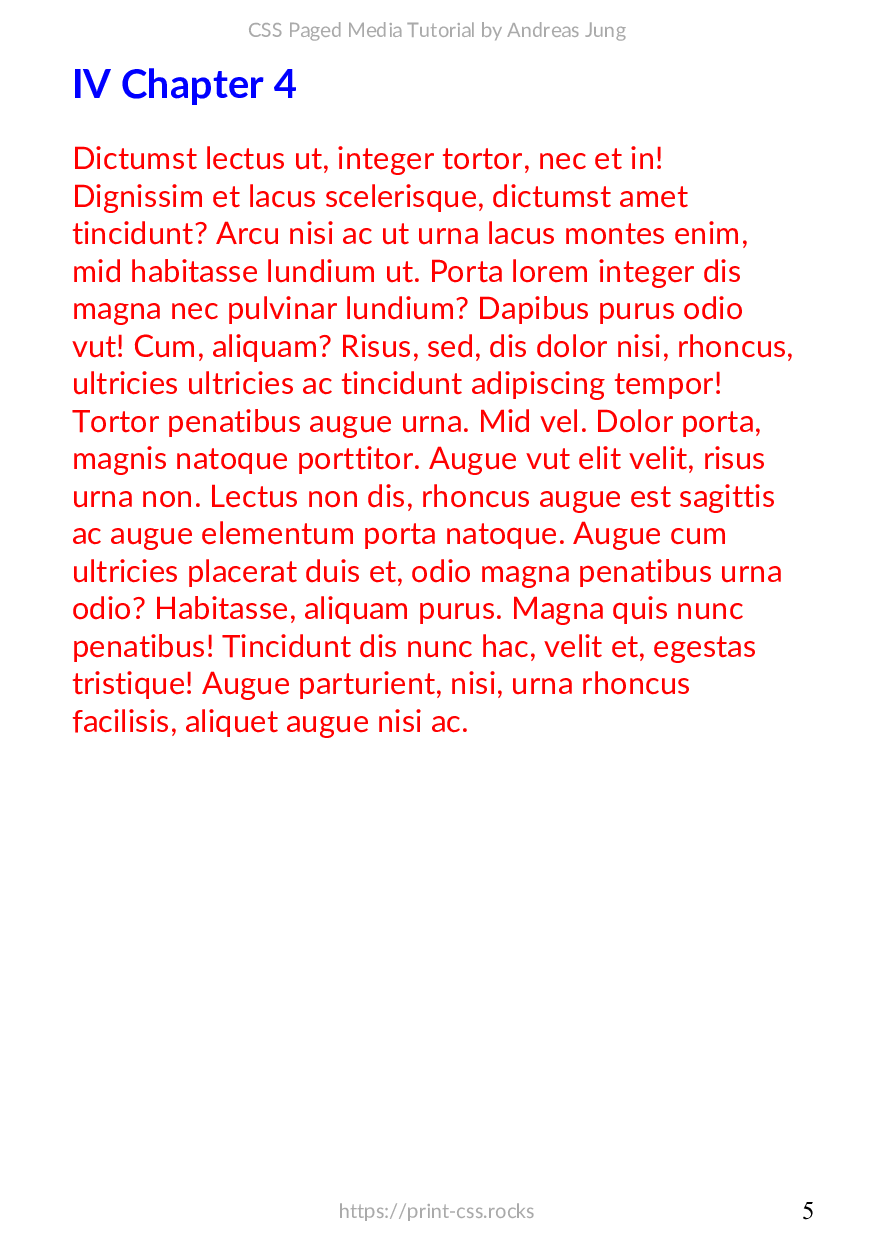 CSS Paged Media Tutorial by Andreas Jung
IV Chapter 4
Dictumst lectus ut, integer tortor, nec et in!
Dignissim et lacus scelerisque, dictumst amet
tincidunt? Arcu nisi ac ut urna lacus montes enim,
mid habitasse lundium ut. Porta lorem integer dis
magna nec pulvinar lundium? Dapibus purus odio
vut! Cum, aliquam? Risus, sed, dis dolor nisi, rhoncus,
ultricies ultricies ac tincidunt adipiscing tempor!
Tortor penatibus augue urna. Mid vel. Dolor porta,
magnis natoque porttitor. Augue vut elit velit, risus
urna non. Lectus non dis, rhoncus augue est sagittis
ac augue elementum porta natoque. Augue cum
ultricies placerat duis et, odio magna penatibus urna
odio? Habitasse, aliquam purus. Magna quis nunc
penatibus! Tincidunt dis nunc hac, velit et, egestas
tristique! Augue parturient, nisi, urna rhoncus
facilisis, aliquet augue nisi ac.
https://print-css.rocks
5